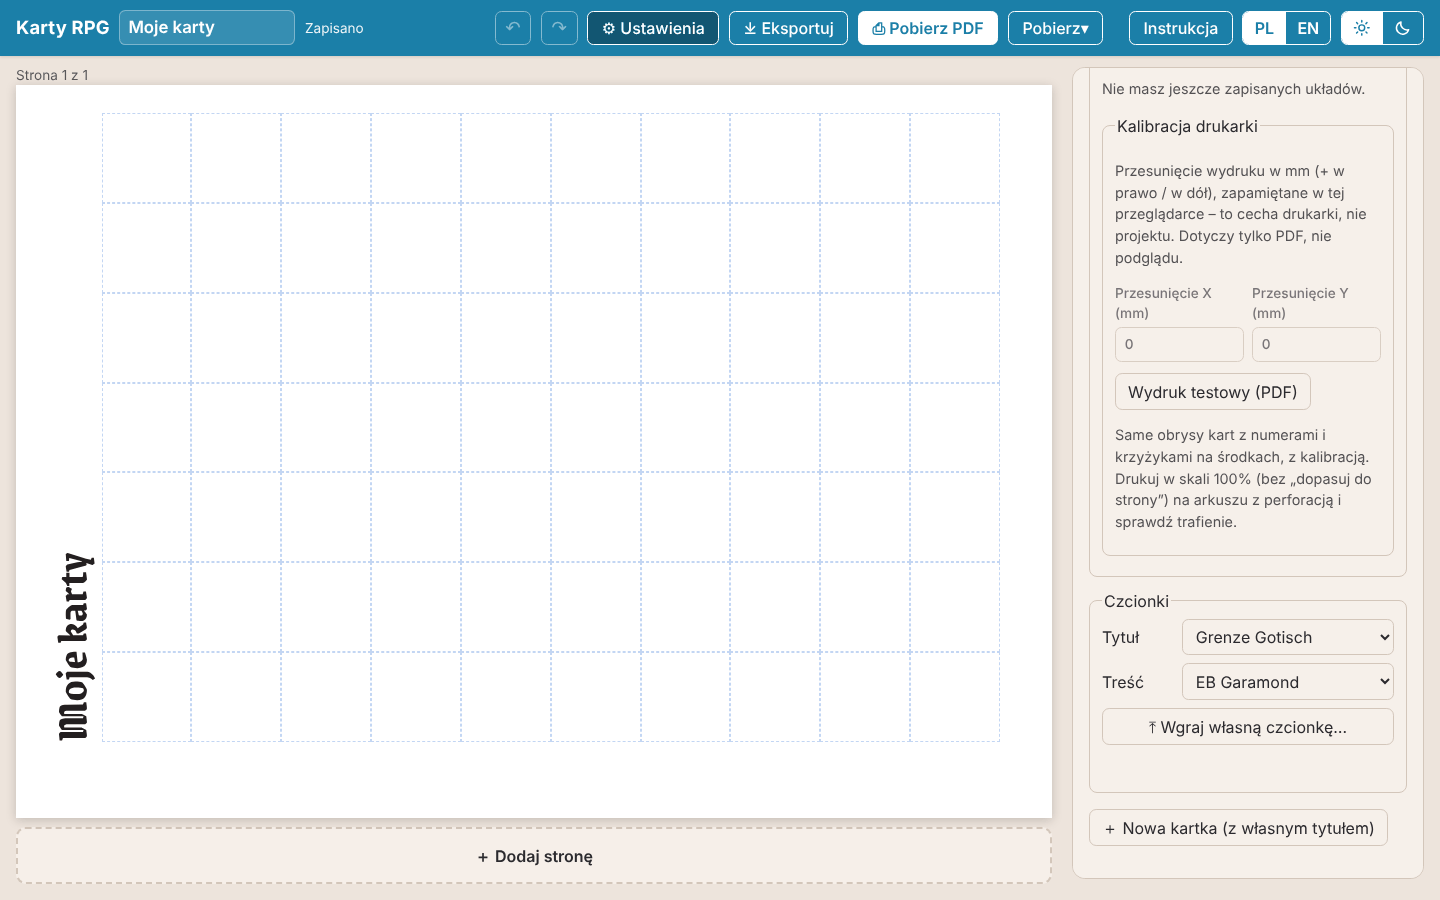 Karty RPG
Moje karty
Zapisano
↶
↷
⚙ Ustawienia
Eksportuj
⎙ Pobierz PDF
Pobierz▾
Instrukcja
PL
EN
Strona 1 z 1
Moje karty
+ Dodaj stronę
Nie masz jeszcze zapisanych układów.
Kalibracja drukarki
Przesunięcie wydruku w mm (+ w
prawo / w dół), zapamiętane w tej
przeglądarce – to cecha drukarki, nie
projektu. Dotyczy tylko PDF, nie
podglądu.
Przesunięcie X
(mm)
Przesunięcie Y
(mm)
0
0
Wydruk testowy (PDF)
Same obrysy kart z numerami i
krzyżykami na środkach, z kalibracją.
Drukuj w skali 100% (bez „dopasuj do
strony”) na arkuszu z perforacją i
sprawdź trafienie.
Czcionki
Tytuł
Grenze Gotisch
Treść
EB Garamond
⤒ Wgraj własną czcionkę...
+ Nowa kartka (z własnym tytułem)